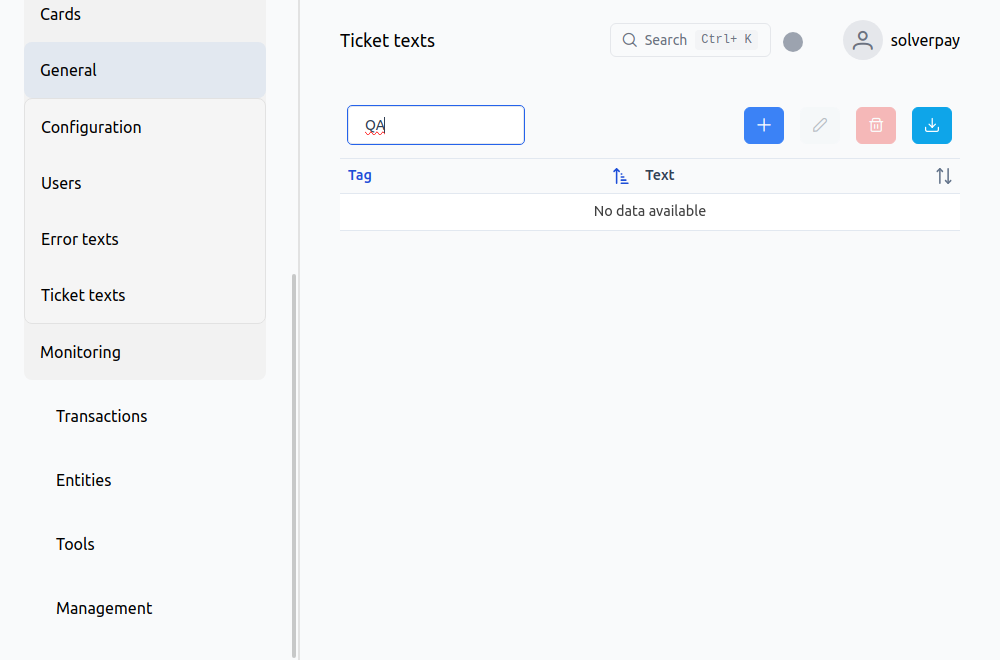 Cards
General
Configuration
Users
Error texts
Ticket texts
Monitoring
Transactions
Entities
Tools
Management
Ticket texts
Search Ctrl+ K
solverpay
QA
Tag Text
No data available